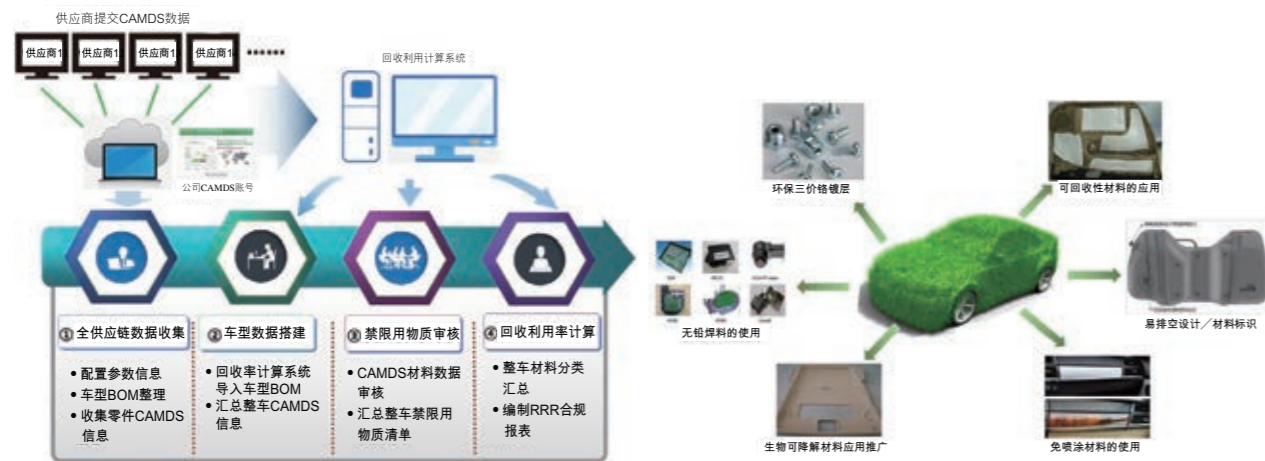 供应商提交CAMDS数据
供应商1
供应商1
供应商1
供应商1
······
回收利用计算系统
公司CAMDS账号
① 全供应链数据收集
• 配置参数信息
• 车型BOM整理
• 收集零件CAMDS
信息
② 车型数据搭建
• 回收率计算系统
导入车型BOM
• 汇总整车CAMDS
信息
③ 禁限用物质审核
• CAMDS材料数据
审核
• 汇总整车禁限用
物质清单
④ 回收利用率计算
• 整车材料分类
汇总
• 编制RRR合规
报表
环保三价铬镀层
可回收性材料的应用
无铅焊料的使用
易排空设计／材料标识
生物可降解材料应用推广
免喷涂材料的使用